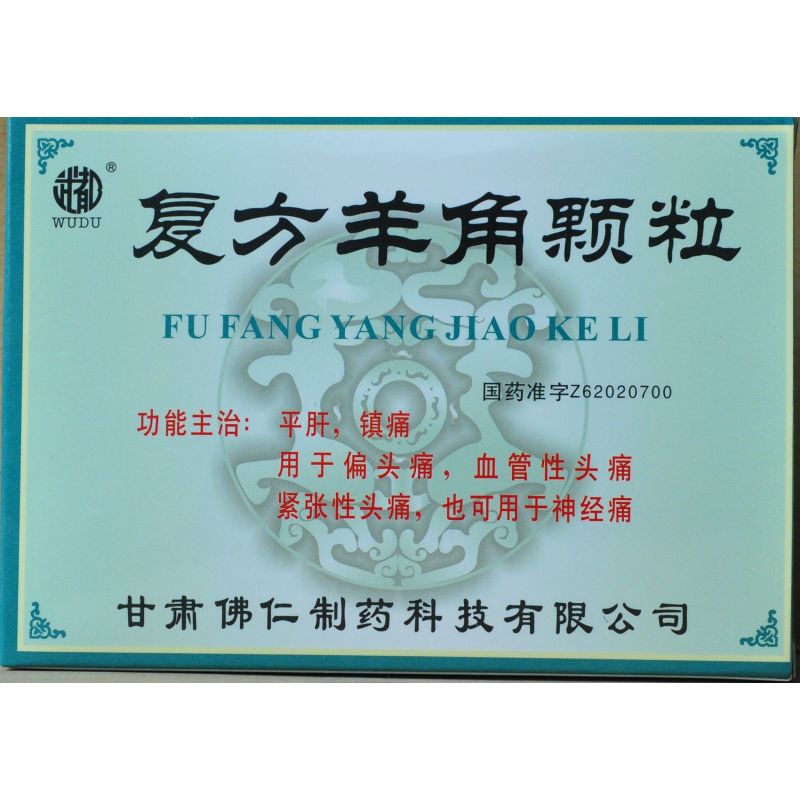 武都®
WUDU
复方羊角颗粒
FU FANG YANG JIAO KE LI
国药准字Z62020700
功能主治：平肝，镇痛
用于偏头痛，血管性头痛
紧张性头痛，也可用于神经痛
甘肃佛仁制药科技有限公司